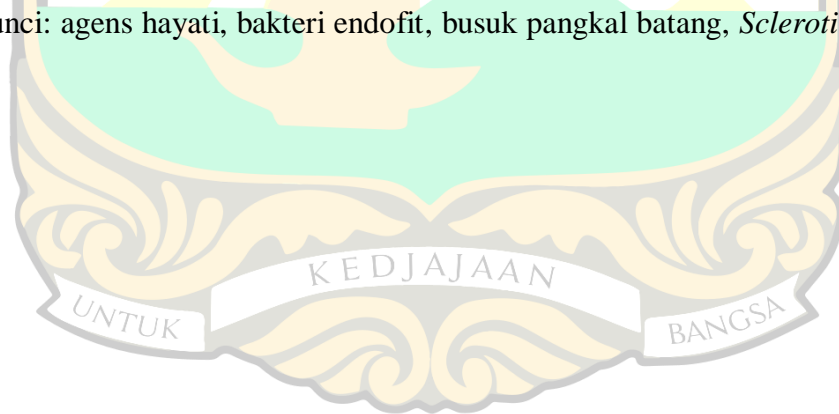 unci: agens hayati, bakteri endofit, busuk pangkal batang, Scleroti
UNTUK KEDJAJAAN BANGSA